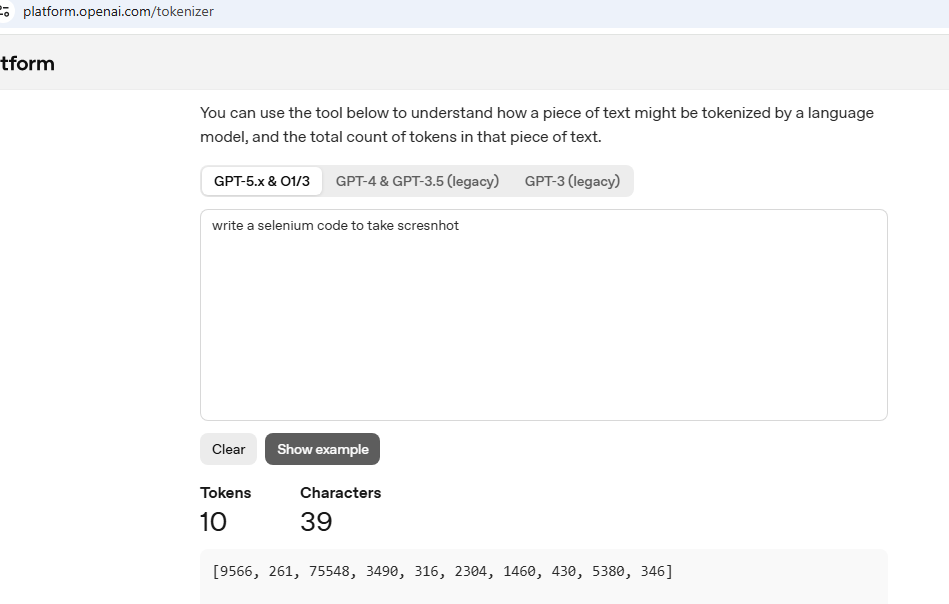 platform.openai.com/tokenizer
tform
You can use the tool below to understand how a piece of text might be tokenized by a language
model, and the total count of tokens in that piece of text.
GPT-5.x & O1/3 GPT-4 & GPT-3.5 (legacy) GPT-3 (legacy)
write a selenium code to take scresnhot
Clear Show example
Tokens Characters
10 39
[9566, 261, 75548, 3490, 316, 2304, 1460, 430, 5380, 346]